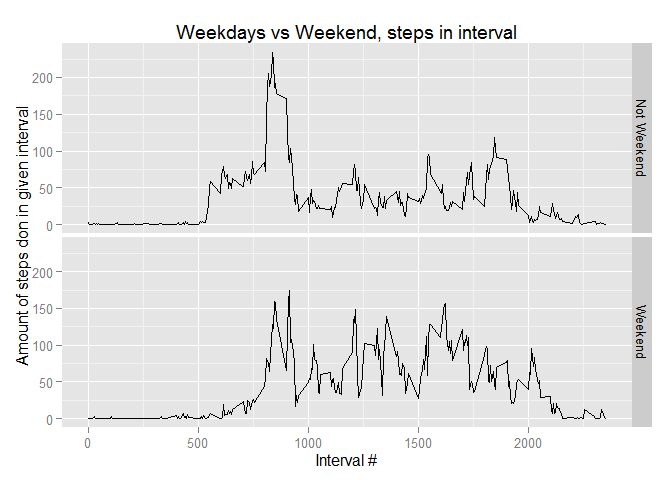 Weekdays vs Weekend, steps in interval
Amount of steps don in given interval
200
150
100
50
0
Not Weekend
200
150
100
50
0
Weekend
0 500 1000 1500 2000
Interval #